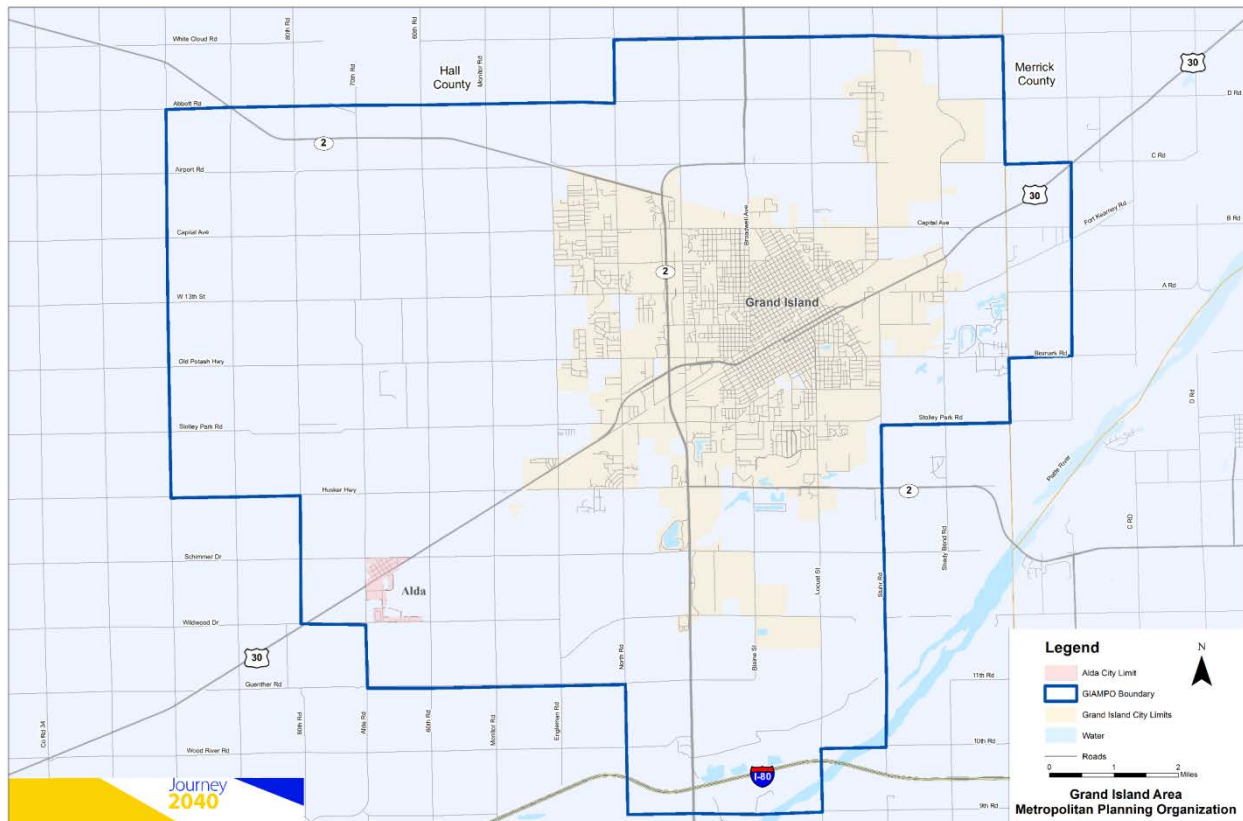 White Cloud Rd
80th Rd
70th Rd
60th Rd
Monitor Rd
Hall
County
Merrick
County
30
Abbott Rd
D Rd
2
Airport Rd
C Rd
30
Fort Kearney Rd
Capital Ave
Broadwell Ave
Capital Ave
B Rd
2
W 13th St
Grand Island
A Rd
Old Potash Hwy
Bismark Rd
D Rd
Stolley Park Rd
Stolley Park Rd
Platte River
Husker Hwy
2
C RD
Schimmer Dr
Shady Bend Rd
Alda
Locust St
Stuhr Rd
Wildwood Dr
30
North Rd
Blaine St
Guenther Rd
11th Rd
Co Rd 34
80th Rd
Alda Rd
60th Rd
Monitor Rd
Engleman Rd
Wood River Rd
10th Rd
I-80
9th Rd
Legend
N
Alda City Limit
GIAMPO Boundary
Grand Island City Limits
Water
Roads
0 1 2
Miles
Grand Island Area
Metropolitan Planning Organization
Journey
2040